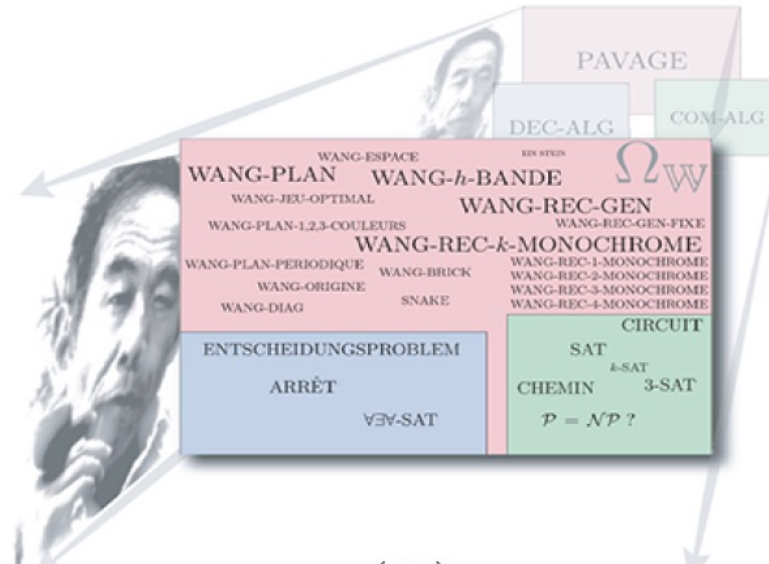 PAVAGE
DEC-ALG
COM-ALG
WANG-ESPACE
EIN STEIN
Ωw
WANG-PLAN
WANG-h-BANDE
WANG-JEU-OPTIMAL
WANG-REC-GEN
WANG-PLAN-1,2,3-COULEURS
WANG-REC-GEN-FIXE
WANG-REC-k-MONOCHROME
WANG-PLAN-PERIODIQUE
WANG-BRICK
WANG-REC-1-MONOCHROME
WANG-REC-2-MONOCHROME
WANG-ORIGINE
WANG-REC-3-MONOCHROME
WANG-DIAG
SNAKE
WANG-REC-4-MONOCHROME
ENTSCHEIDUNGSPROBLEM
ARRÊT
∀∃∀-SAT
CIRCUIT
SAT
k-SAT
CHEMIN
3-SAT
P = NP ?